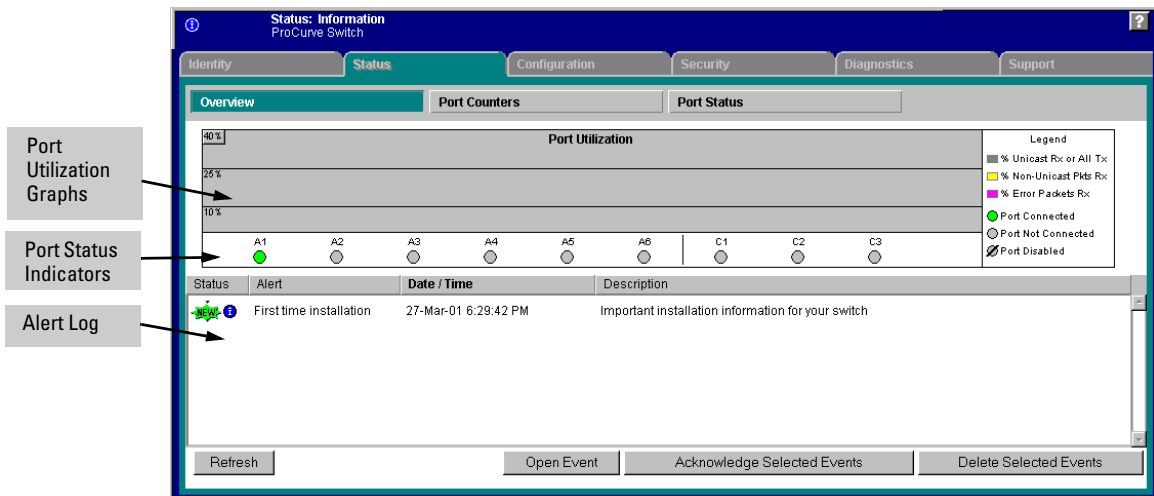 Status: Information
ProCurve Switch
?
Identity
Status
Configuration
Security
Diagnostics
Support
Overview
Port Counters
Port Status
Port
Utilization
Graphs
Port Status
Indicators
Alert Log
40 %
Port Utilization
25 %
10 %
Legend
% Unicast Rx or All Tx
% Non-Unicast Pkts Rx
% Error Packets Rx
Port Connected
Port Not Connected
Port Disabled
A1 A2 A3 A4 A5 A6 C1 C2 C3
Status Alert Date / Time Description
NEW i First time installation 27-Mar-01 6:29:42 PM Important installation information for your switch
Refresh Open Event Acknowledge Selected Events Delete Selected Events